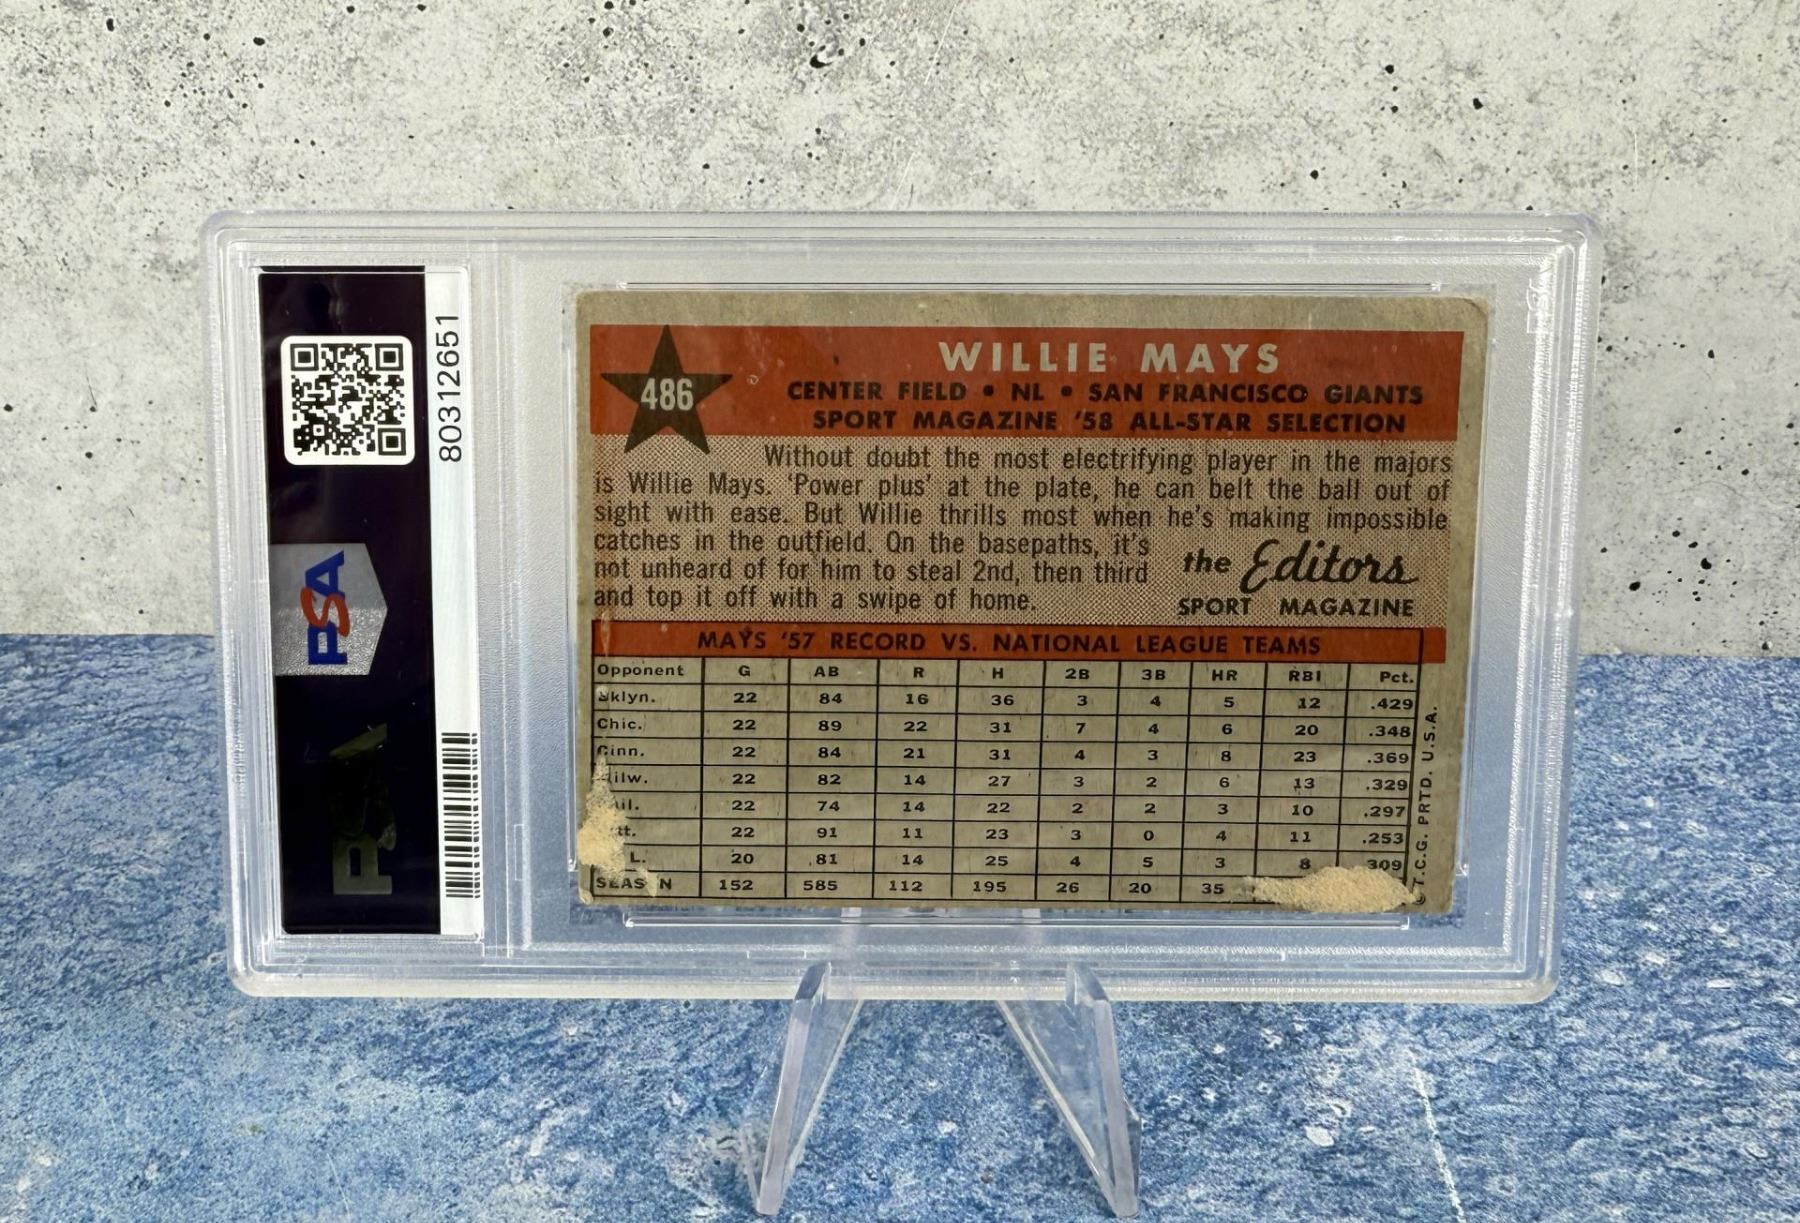 80312651
PSA
PSA
486
WILLIE MAYS
CENTER FIELD • NL • SAN FRANCISCO GIANTS
SPORT MAGAZINE '58 ALL-STAR SELECTION
Without doubt the most electrifying player in the majors
is Willie Mays. 'Power plus' at the plate, he can belt the ball out of
sight with ease. But Willie thrills most when he's making impossible
catches in the outfield. On the basepaths, it's
not unheard of for him to steal 2nd, then third
and top it off with a swipe of home.
the Editors
SPORT MAGAZINE
MAYS '57 RECORD VS. NATIONAL LEAGUE TEAMS
Opponent G AB R H 2B 3B HR RBI Pct.
Bklyn. 22 84 16 36 3 4 5 12 .429
Chic. 22 89 22 31 7 4 6 20 .348
Cinn. 22 84 21 31 4 3 8 23 .369
ilw. 22 82 14 27 3 2 6 13 .329
il. 22 74 14 22 2 2 3 10 .297
tt. 22 91 11 23 3 0 4 11 .253
L. 20 81 14 25 4 5 3 8 309
SEAS N 152 585 112 195 26 20 35
© T.C.G. PRTD. U.S.A.